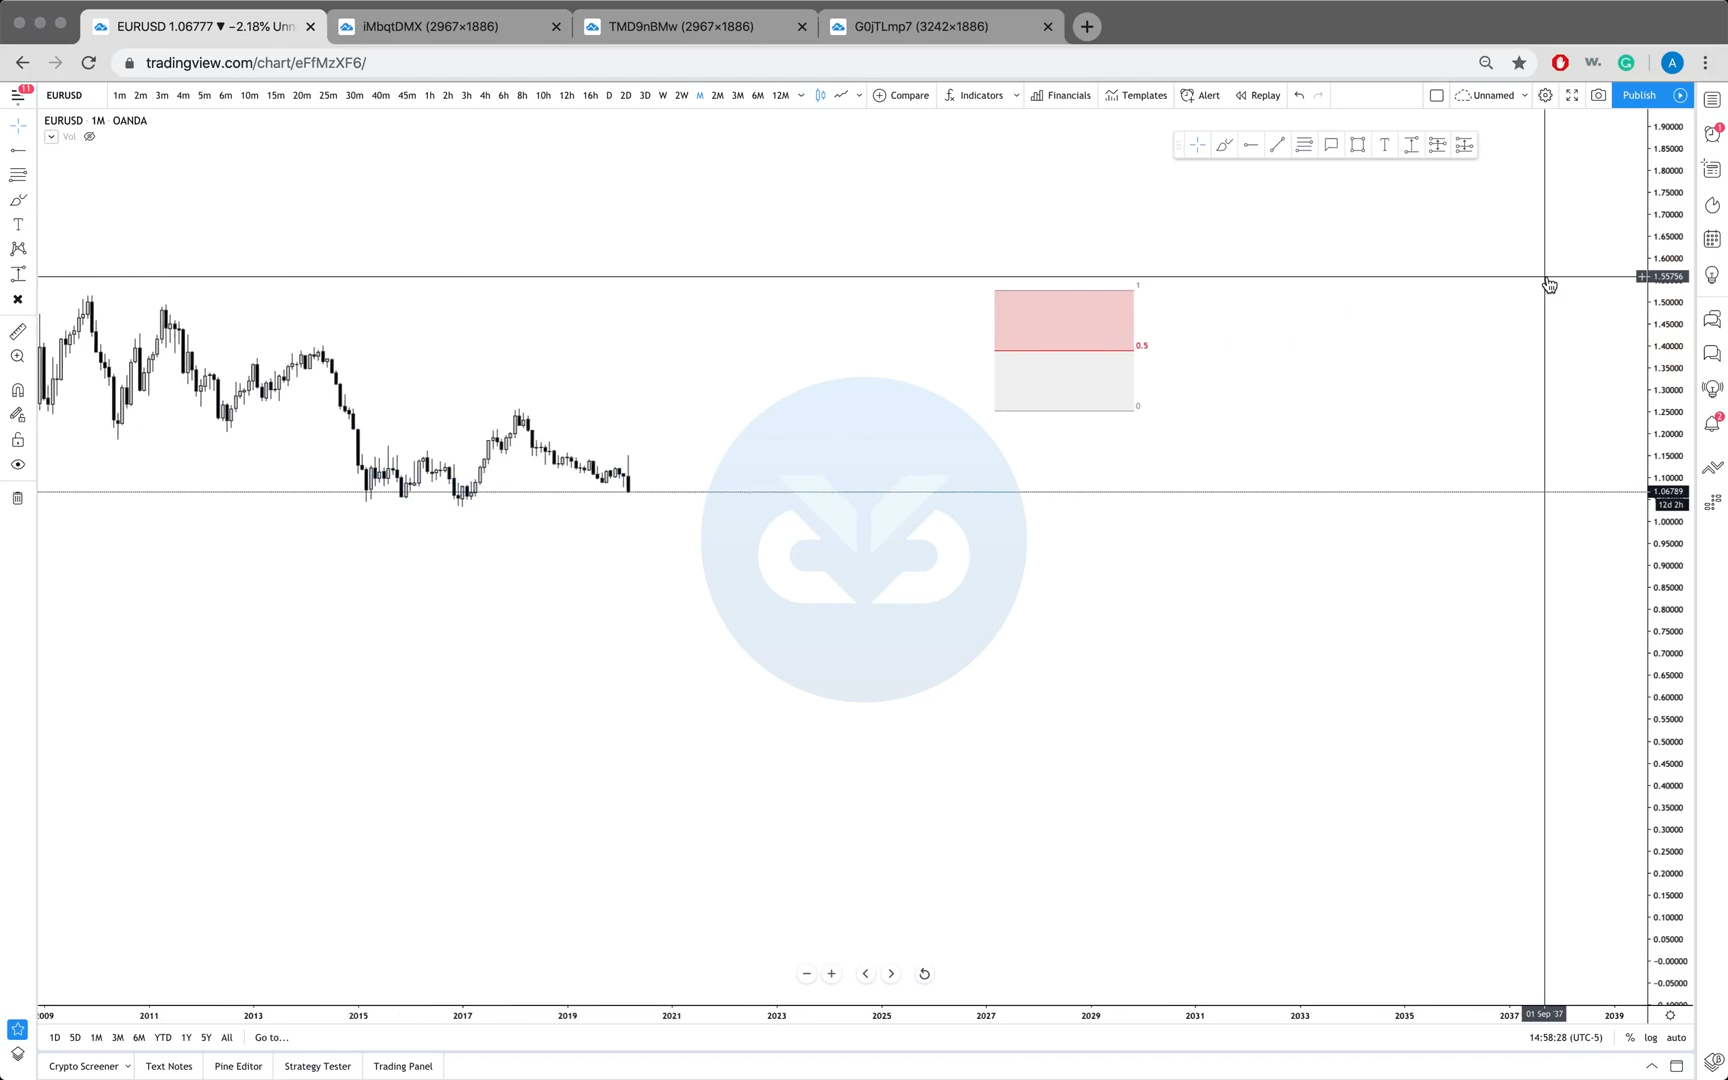 EURUSD 1.06777 ▼ −2.18% Unn
iMbqtDMX (2967×1886)
TMD9nBMw (2967×1886)
G0jTLmp7 (3242×1886)
tradingview.com/chart/eFfMzXF6/
w.
A
11
EURUSD
1m 2m 3m 4m 5m 6m 10m 15m 20m 25m 30m 40m 45m 1h 2h 3h 4h 6h 8h 10h 12h 16h D 2D 3D W 2W M 2M 3M 6M 12M
Compare
Indicators
Financials
Templates
Alert
Replay
Unnamed
Publish
EURUSD · 1M · OANDA
Vol
1
0.5
0
1.90000
1.85000
1.80000
1.75000
1.70000
1.65000
1.60000
1.55756
1.50000
1.45000
1.40000
1.35000
1.30000
1.25000
1.20000
1.15000
1.10000
1.06789
12d 2h
1.00000
0.95000
0.90000
0.85000
0.80000
0.75000
0.70000
0.65000
0.60000
0.55000
0.50000
0.45000
0.40000
0.35000
0.30000
0.25000
0.20000
0.15000
0.10000
0.05000
−0.00000
−0.05000
1
2
2011 2013 2015 2017 2019 2021 2023 2025 2027 2029 2031 2033 2035 2037 01 Sep '37 2039
1D 5D 1M 3M 6M YTD 1Y 5Y All Go to...
14:58:28 (UTC-5) % log auto
Crypto Screener Text Notes Pine Editor Strategy Tester Trading Panel